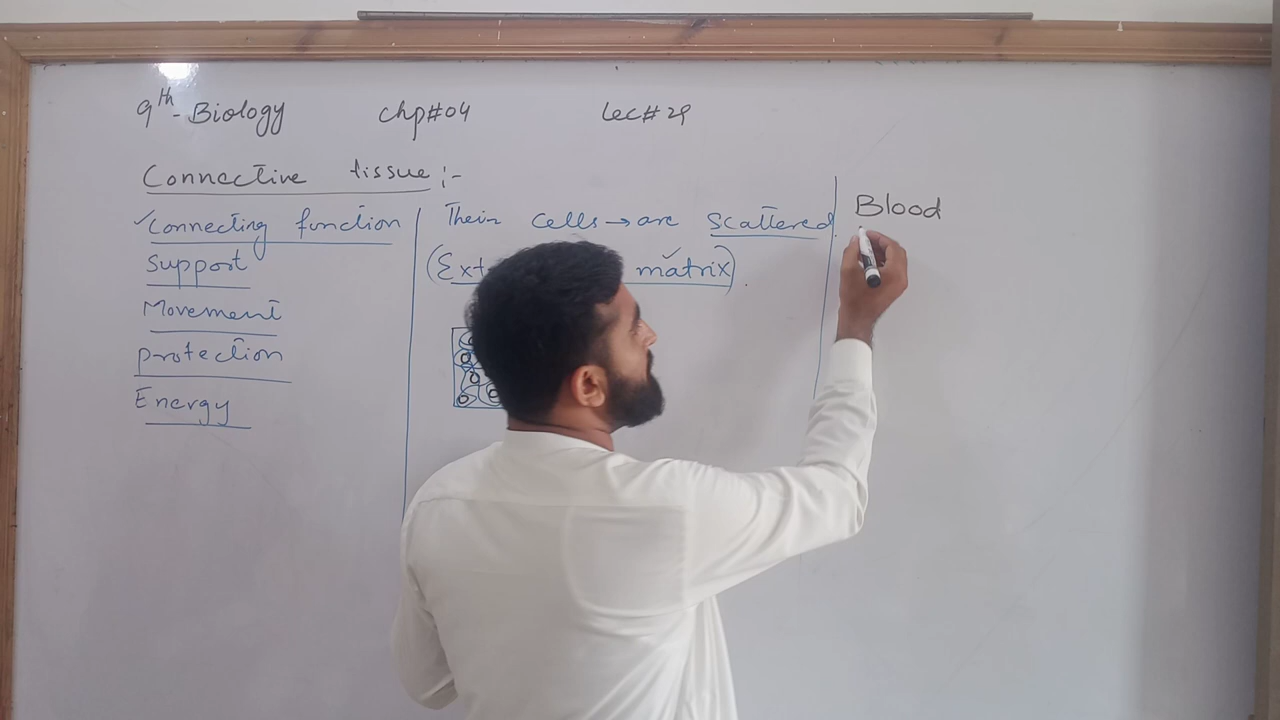 9th - Biology chp#04 Lec# 29
Connective tissue :-
✓Connecting function
Support
Movement
protection
Energy
Their cells → are scattered.
matrix).
Blood